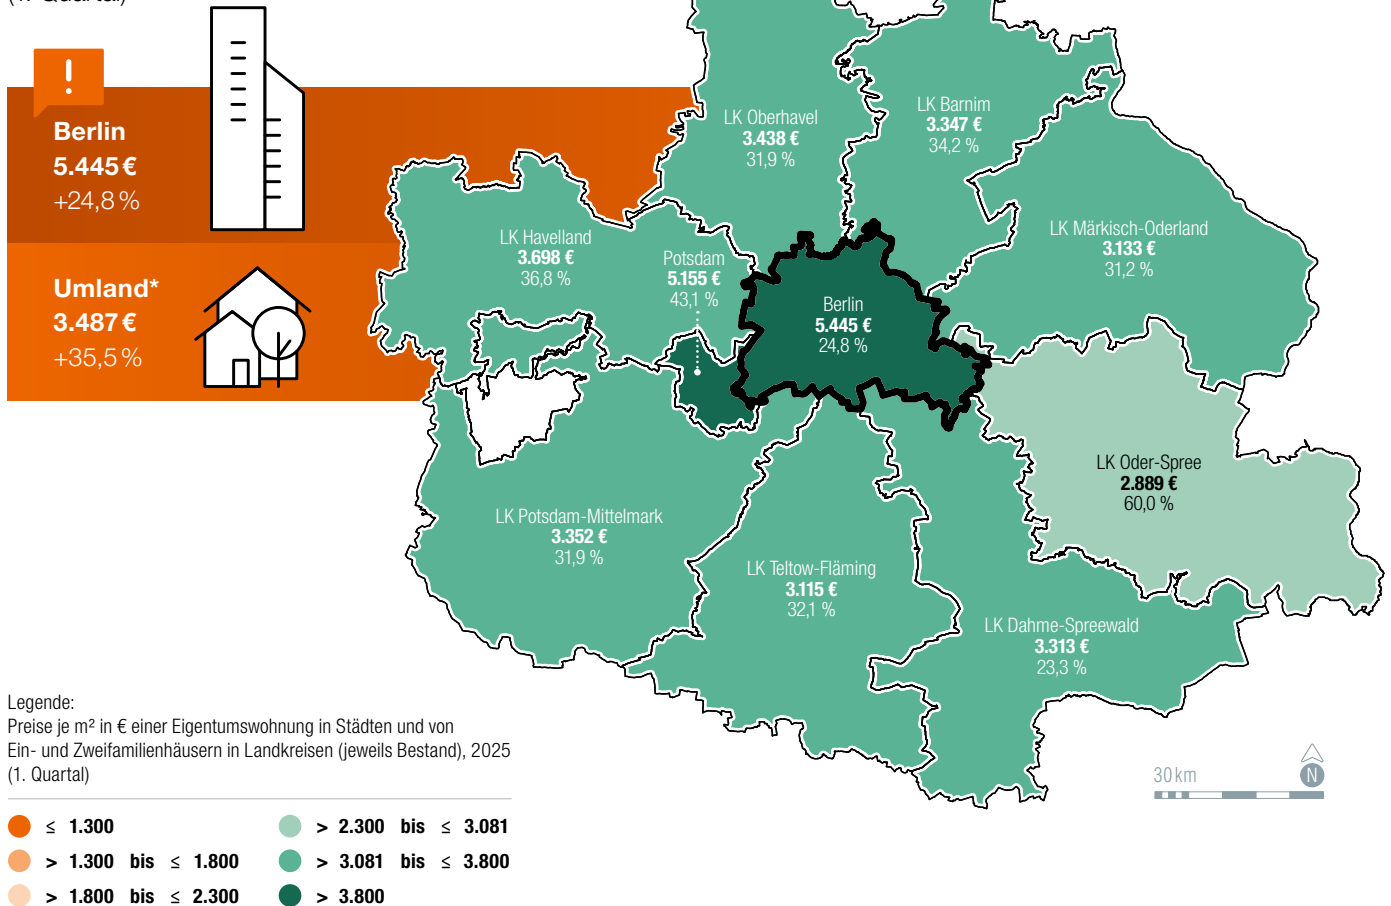 (1. Quartal)
!
Berlin
5.445 €
+24,8 %
Umland*
3.487 €
+35,5 %
LK Oberhavel
3.438 €
31,9 %
LK Barnim
3.347 €
34,2 %
LK Märkisch-Oderland
3.133 €
31,2 %
LK Havelland
3.698 €
36,8 %
Potsdam
5.155 €
43,1 %
Berlin
5.445 €
24,8 %
LK Oder-Spree
2.889 €
60,0 %
LK Potsdam-Mittelmark
3.352 €
31,9 %
LK Teltow-Fläming
3.115 €
32,1 %
LK Dahme-Spreewald
3.313 €
23,3 %
Legende:
Preise je m² in € einer Eigentumswohnung in Städten und von
Ein- und Zweifamilienhäusern in Landkreisen (jeweils Bestand), 2025
(1. Quartal)
≤ 1.300
> 1.300 bis ≤ 1.800
> 1.800 bis ≤ 2.300
> 2.300 bis ≤ 3.081
> 3.081 bis ≤ 3.800
> 3.800
30 km
N